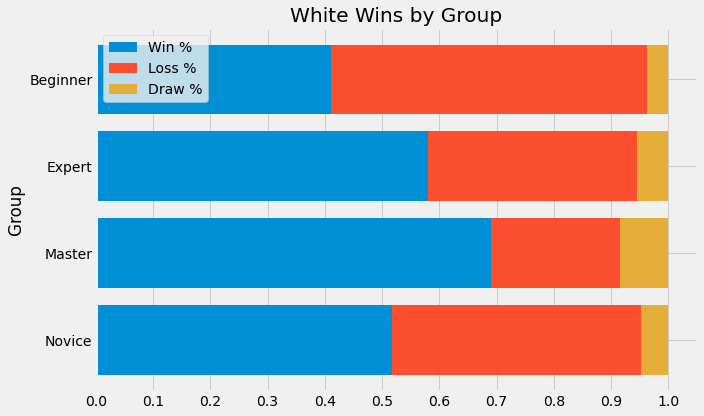 White Wins by Group
Win %
Loss %
Draw %
Beginner
Expert
Master
Novice
Group
0.0 0.1 0.2 0.3 0.4 0.5 0.6 0.7 0.8 0.9 1.0